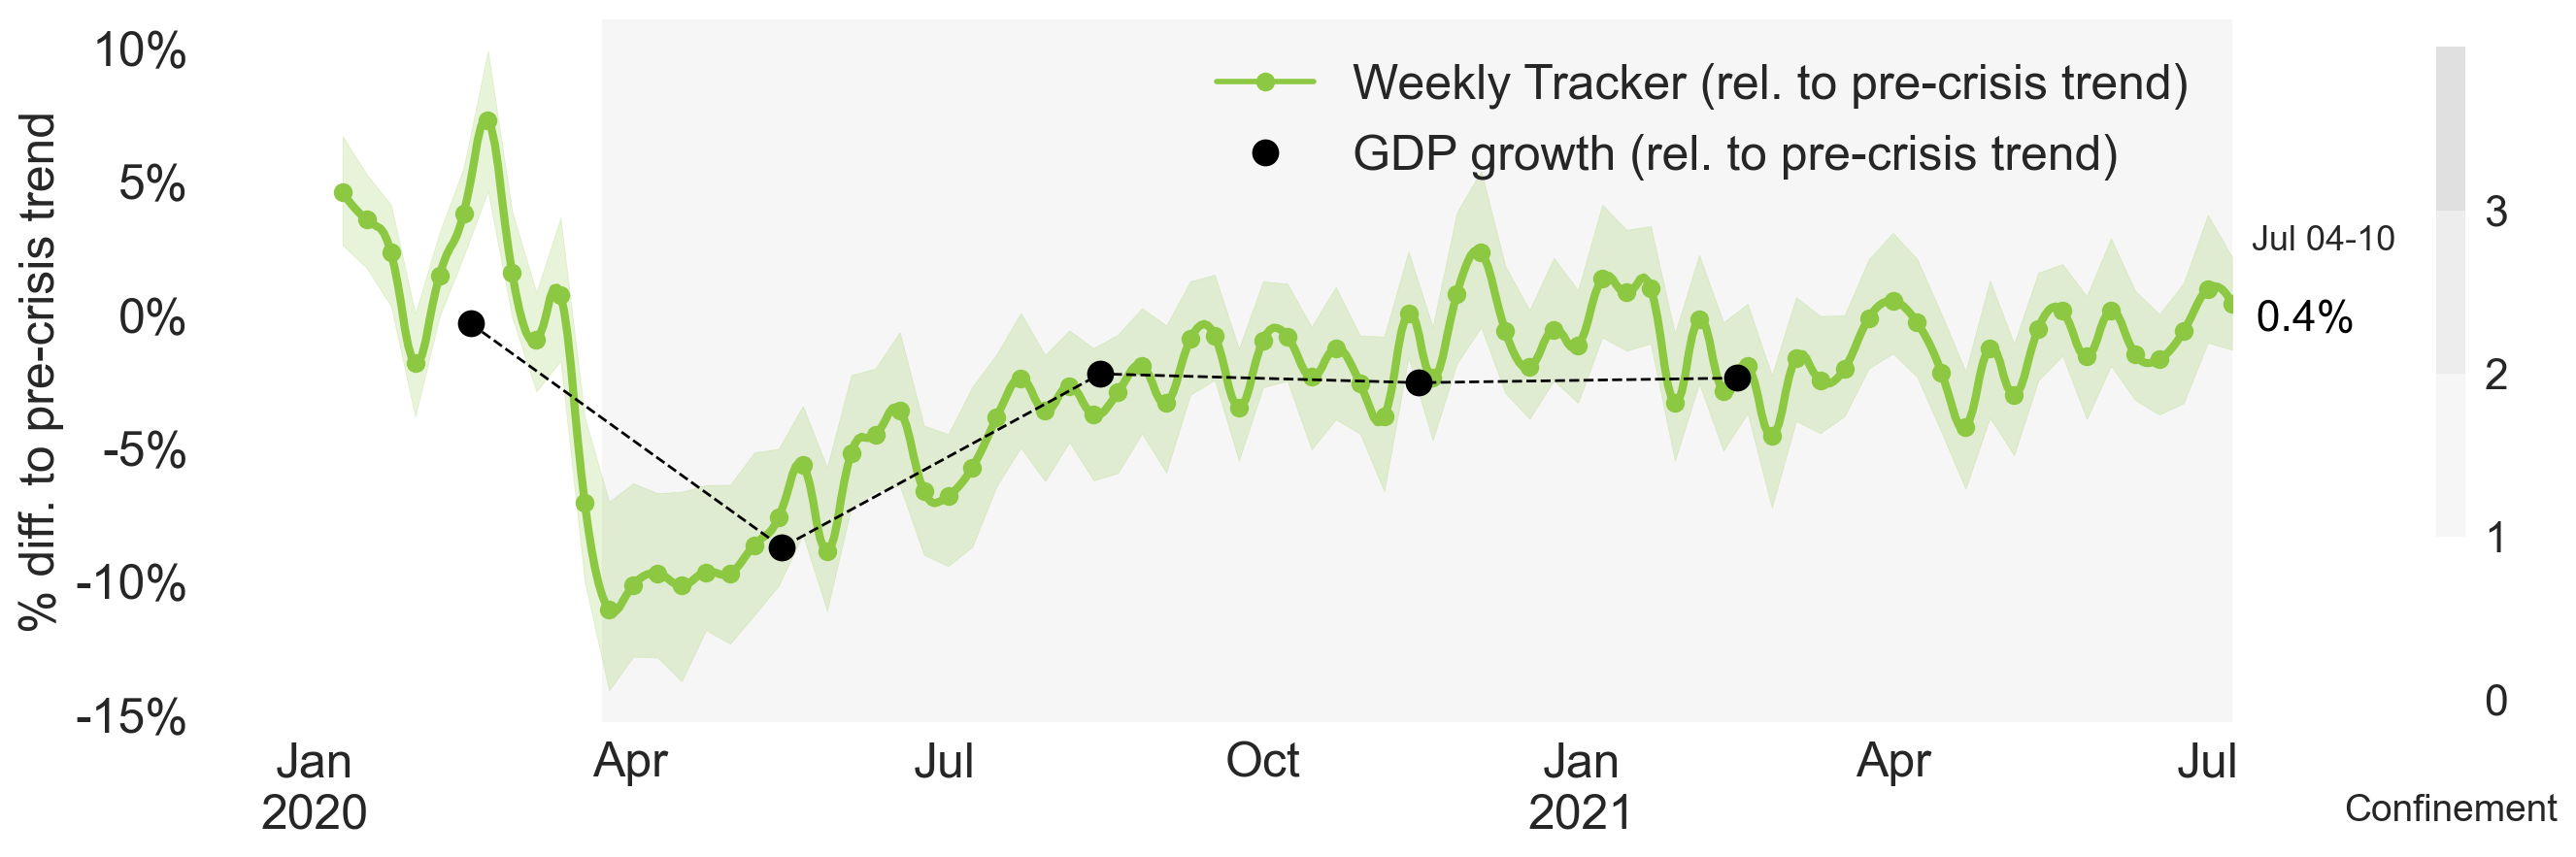 % diff. to pre-crisis trend
10%
5%
0%
-5%
-10%
-15%
Weekly Tracker (rel. to pre-crisis trend)
GDP growth (rel. to pre-crisis trend)
Jul 04-10
0.4%
3
2
1
0
Confinement
Jan
2020
Apr
Jul
Oct
Jan
2021
Apr
Jul